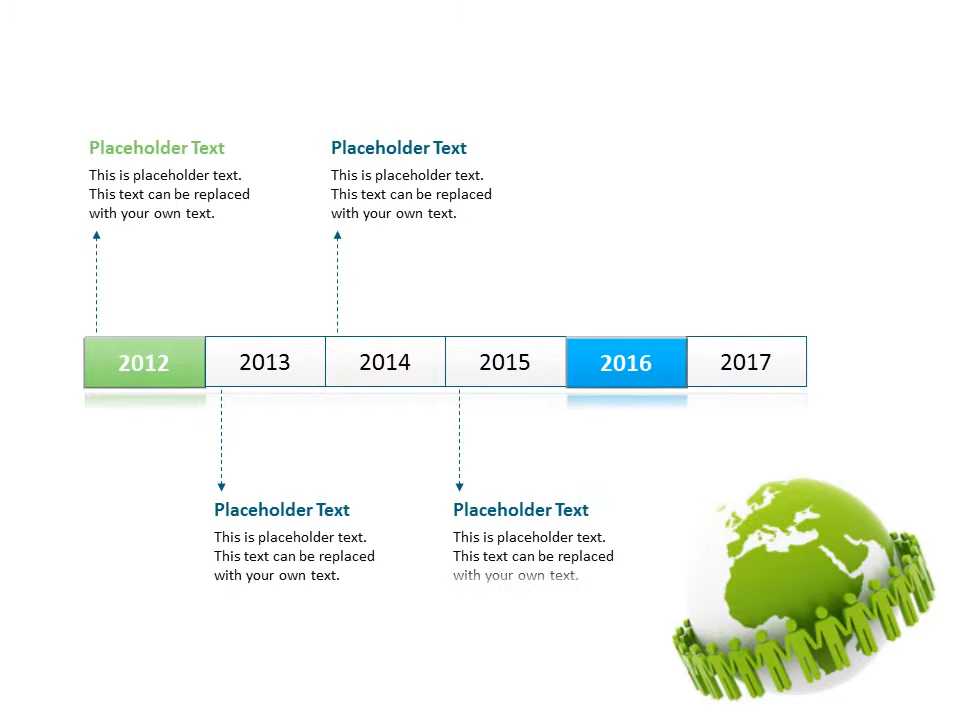 Placeholder Text
This is placeholder text.
This text can be replaced
with your own text.
Placeholder Text
This is placeholder text.
This text can be replaced
with your own text.
2012
2013
2014
2015
2016
2017
Placeholder Text
This is placeholder text.
This text can be replaced
with your own text.
Placeholder Text
This is placeholder text.
This text can be replaced
with your own text.